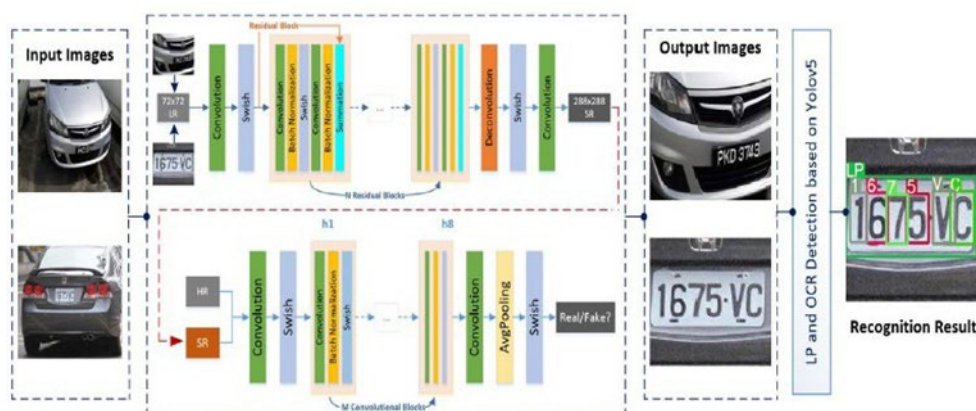 Input Images
Residual Block
72x72
LR
1675 VC
Convolution
Swish
Convolution
Batch Normalization
Swish
Convolution
Batch Normalization
Summation
...
Deconvolution
Swish
Convolution
288x288
SR
N Residual Blocks
h1
h8
HR
SR
Convolution
Swish
Convolution
Batch Normalization
Swish
...
Convolution
AvgPooling
Swish
Real/Fake?
M Convolutional Blocks
Output Images
PKD 3743
1675·VC
LP and OCR Detection based on Yolov5
LP
1 6 7 5 V C
1675·VC
Recognition Result